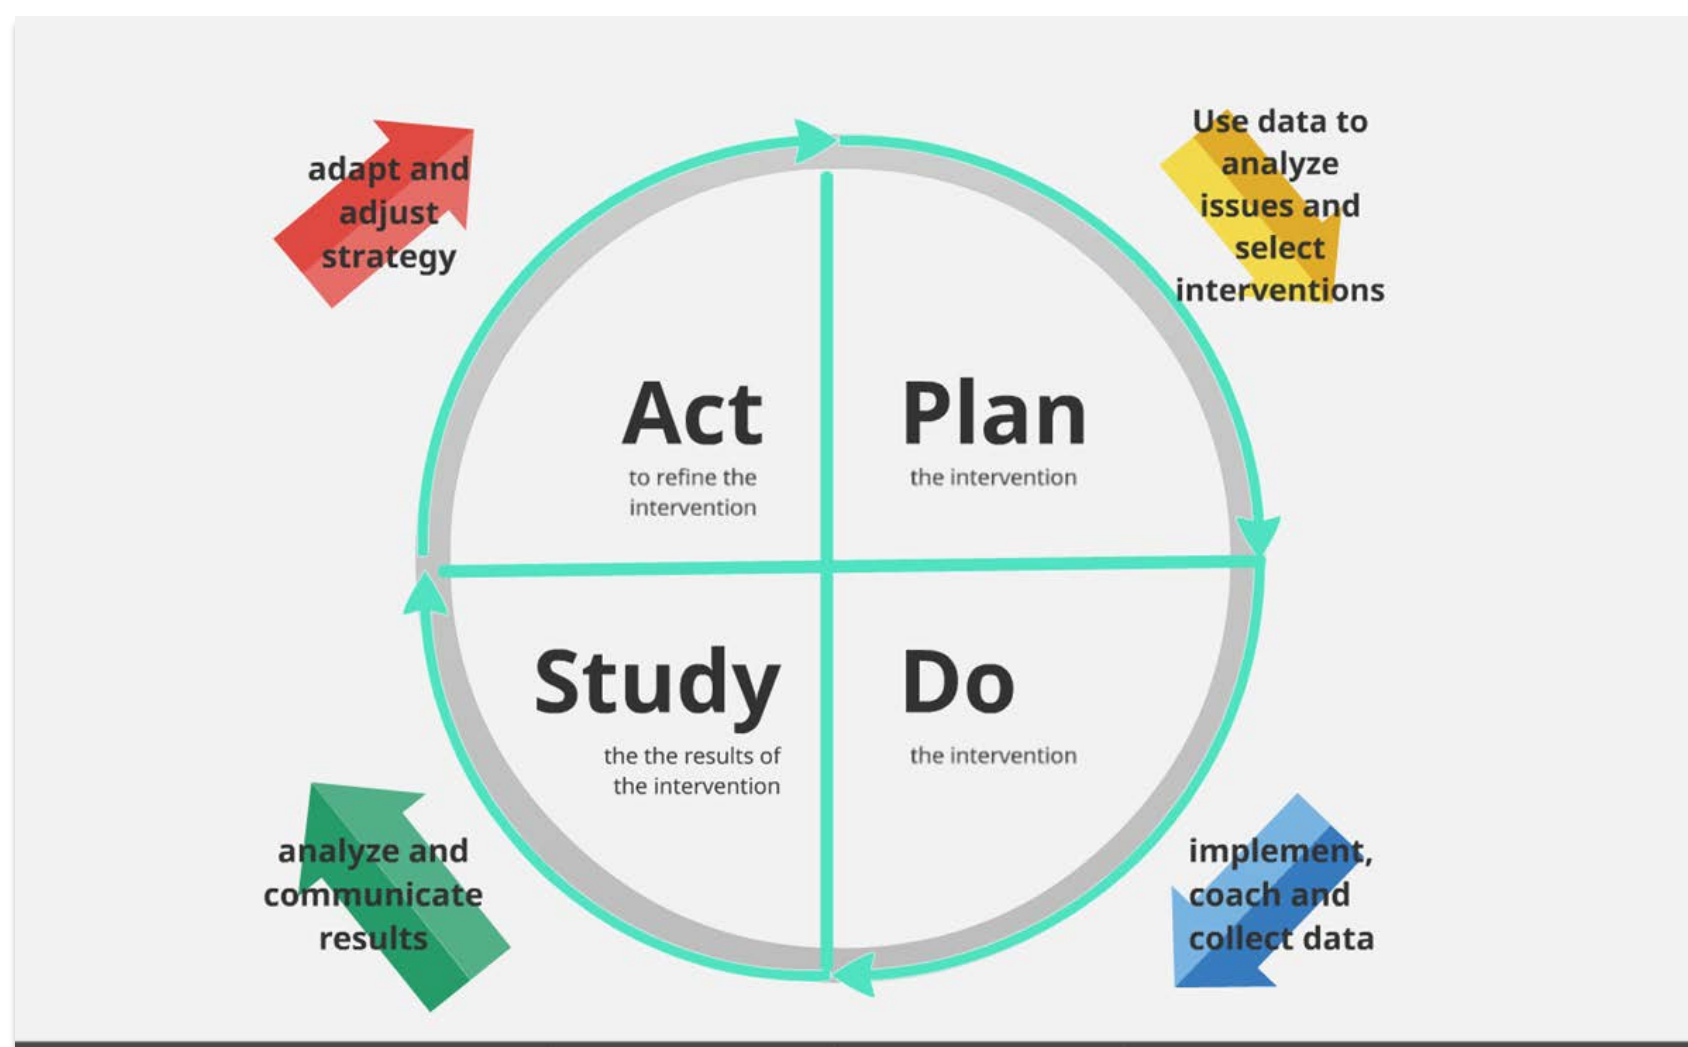 adapt and
adjust
strategy
Use data to
analyze
issues and
select
interventions
Act
to refine the
intervention
Plan
the intervention
Study
the the results of
the intervention
Do
the intervention
analyze and
communicate
results
implement,
coach and
collect data